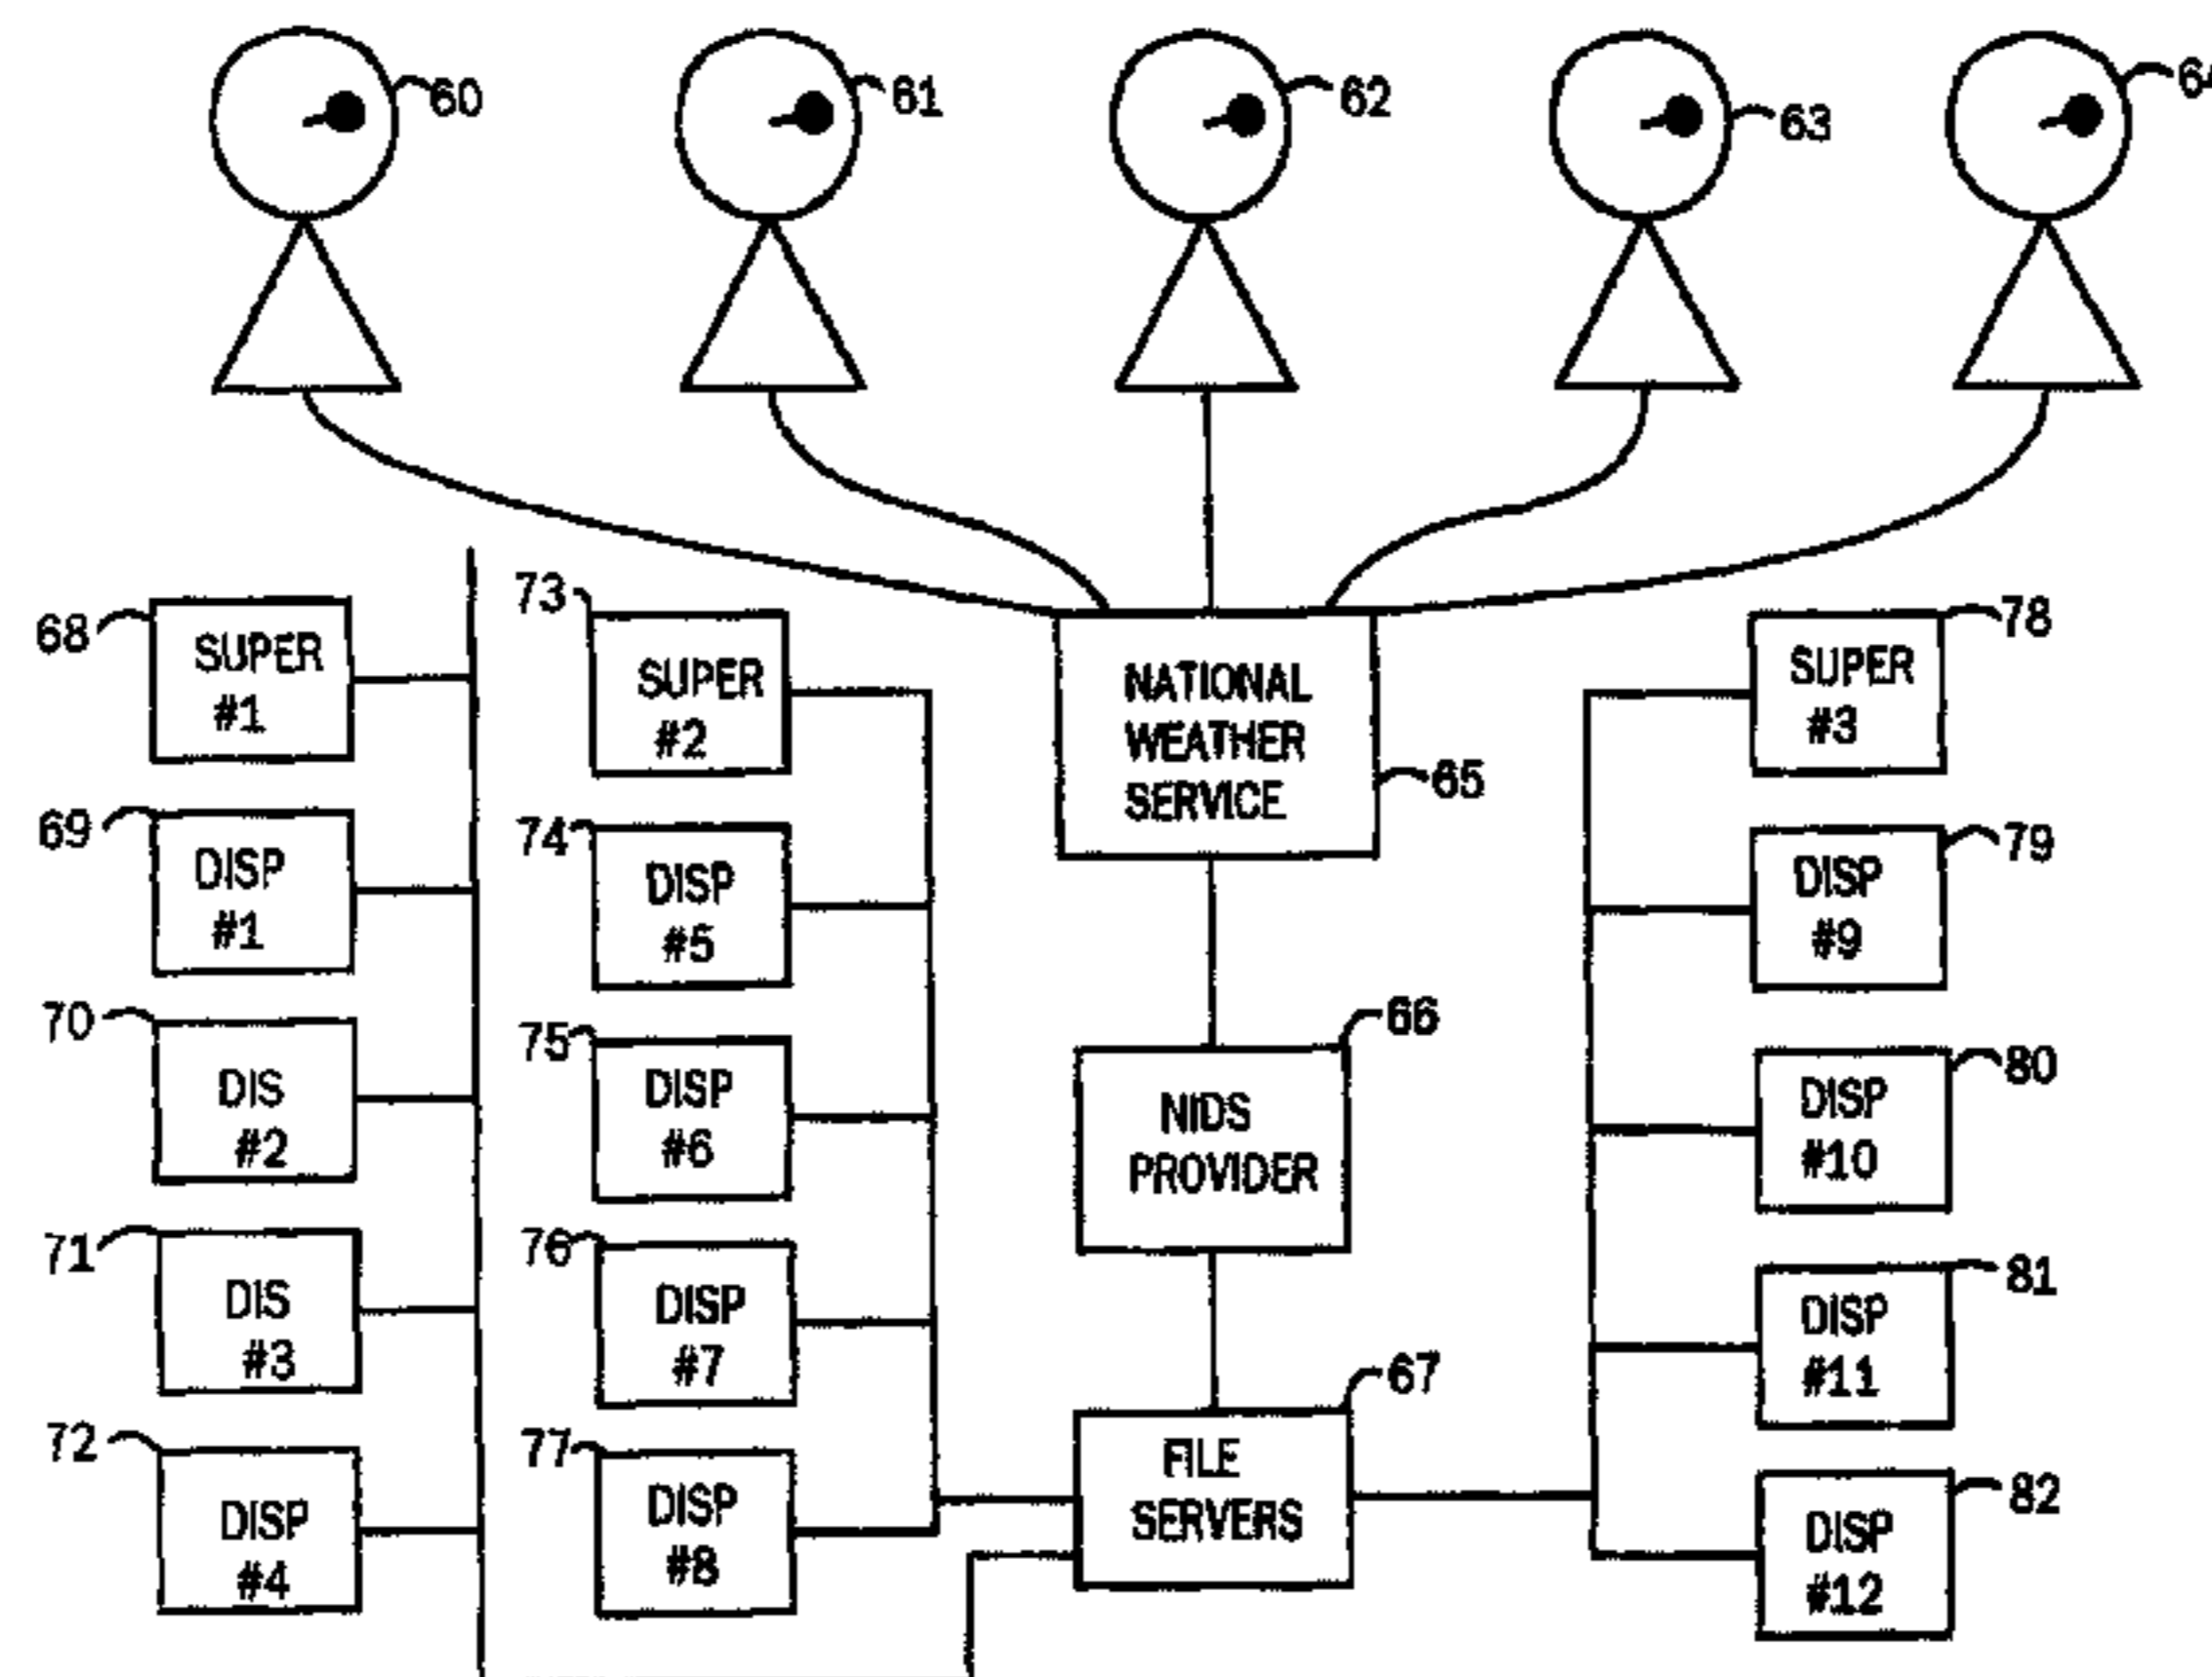 60
61
62
63
64
68
SUPER
#1
69
DISP
#1
70
DIS
#2
71
DIS
#3
72
DISP
#4
73
SUPER
#2
74
DISP
#5
75
DISP
#6
76
DISP
#7
77
DISP
#8
NATIONAL
WEATHER
SERVICE
65
66
NIDS
PROVIDER
67
FILE
SERVERS
78
SUPER
#3
79
DISP
#9
80
DISP
#10
81
DISP
#11
82
DISP
#12